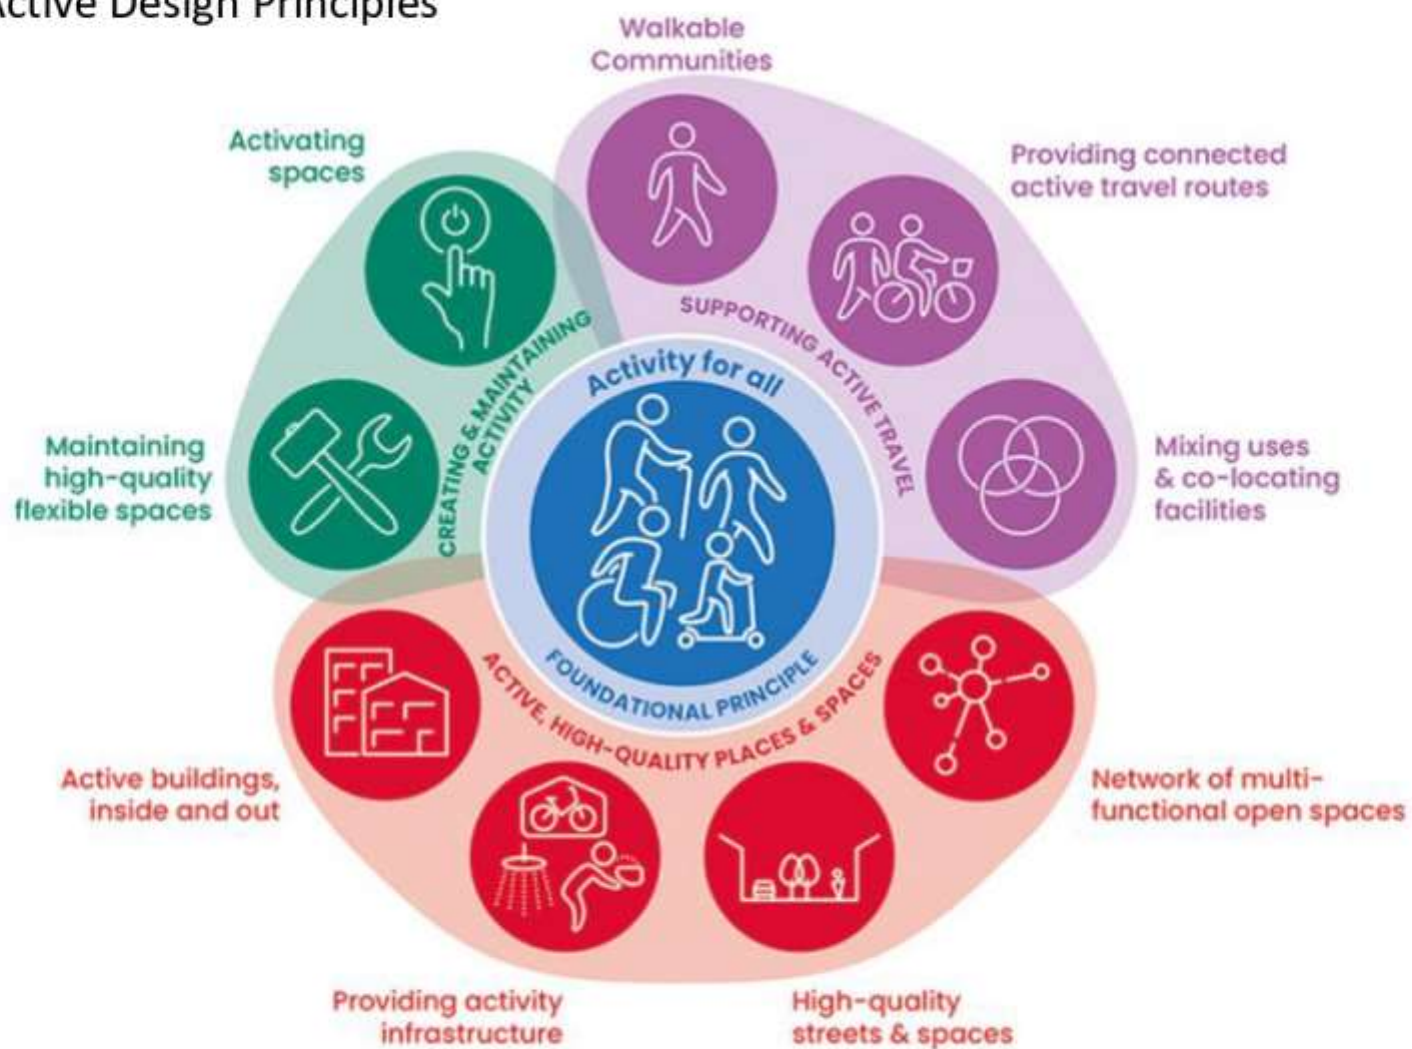 Active Design Principles
Walkable
Communities
Activating
spaces
Providing connected
active travel routes
SUPPORTING ACTIVE TRAVEL
CREATING & MAINTAINING
ACTIVITY
Activity for all
Maintaining
high-quality
flexible spaces
Mixing uses
& co-locating
facilities
FOUNDATIONAL PRINCIPLE
ACTIVE, HIGH-QUALITY PLACES & SPACES
Active buildings,
inside and out
Network of multi-
functional open spaces
Providing activity
infrastructure
High-quality
streets & spaces